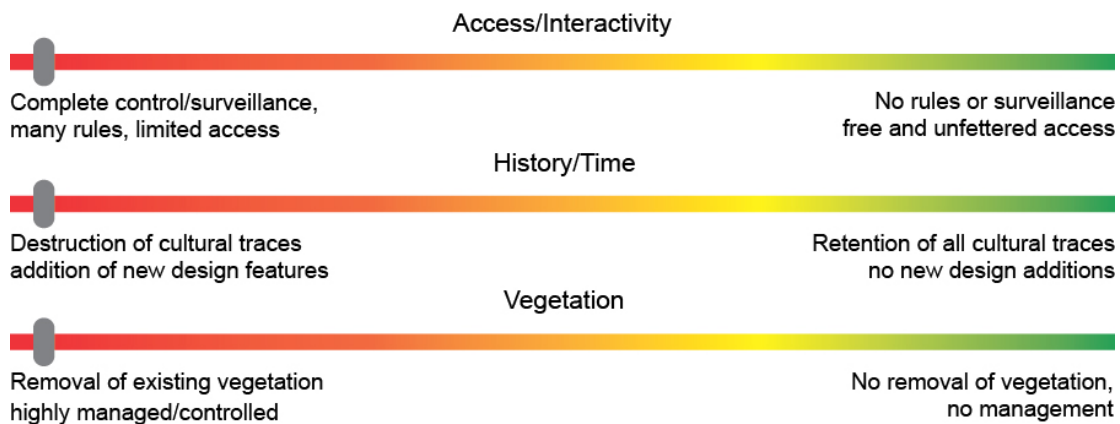 Access/Interactivity
Complete control/surveillance,
many rules, limited access
No rules or surveillance
free and unfettered access
History/Time
Destruction of cultural traces
addition of new design features
Retention of all cultural traces
no new design additions
Vegetation
Removal of existing vegetation
highly managed/controlled
No removal of vegetation,
no management